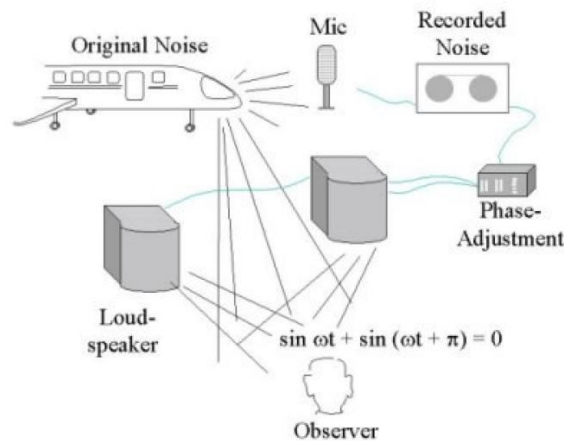 Original Noise
Mic
Recorded
Noise
Phase-
Adjustment
Loud-
speaker
sin ωt + sin (ωt + π) = 0
Observer